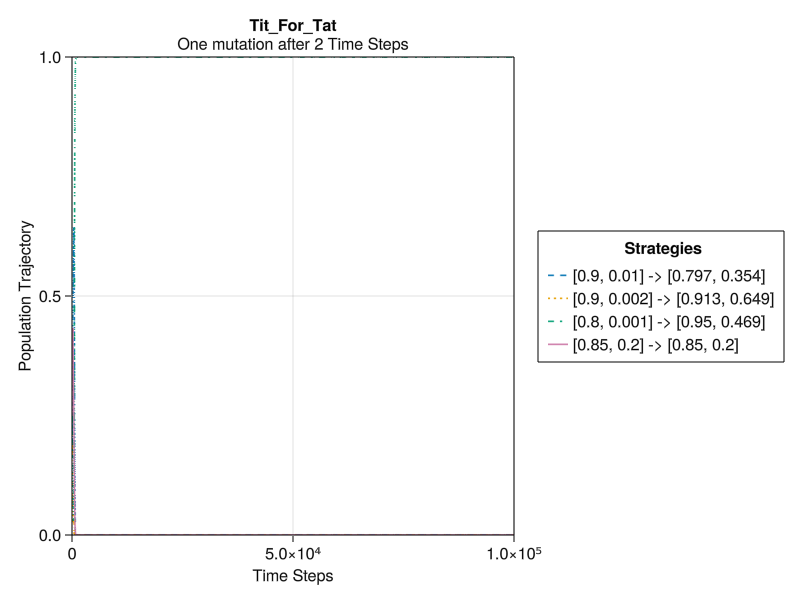 Tit_For_Tat
One mutation after 2 Time Steps
1.0
0.5
0.0
Population Trajectory
0
5.0×10⁴
1.0×10⁵
Time Steps
Strategies
[0.9, 0.01] -> [0.797, 0.354]
[0.9, 0.002] -> [0.913, 0.649]
[0.8, 0.001] -> [0.95, 0.469]
[0.85, 0.2] -> [0.85, 0.2]